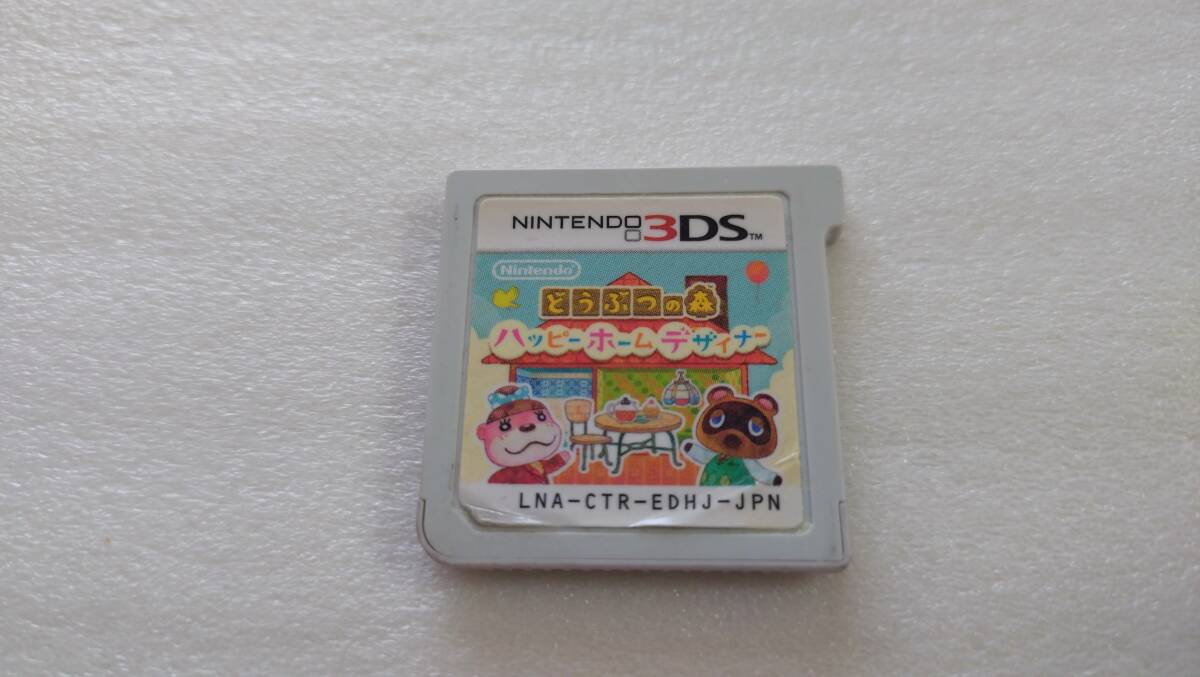 NINTENDO 3DS™
Nintendo
どうぶつの森
ハッピーホームデザイナー
LNA-CTR-EDHJ-JPN